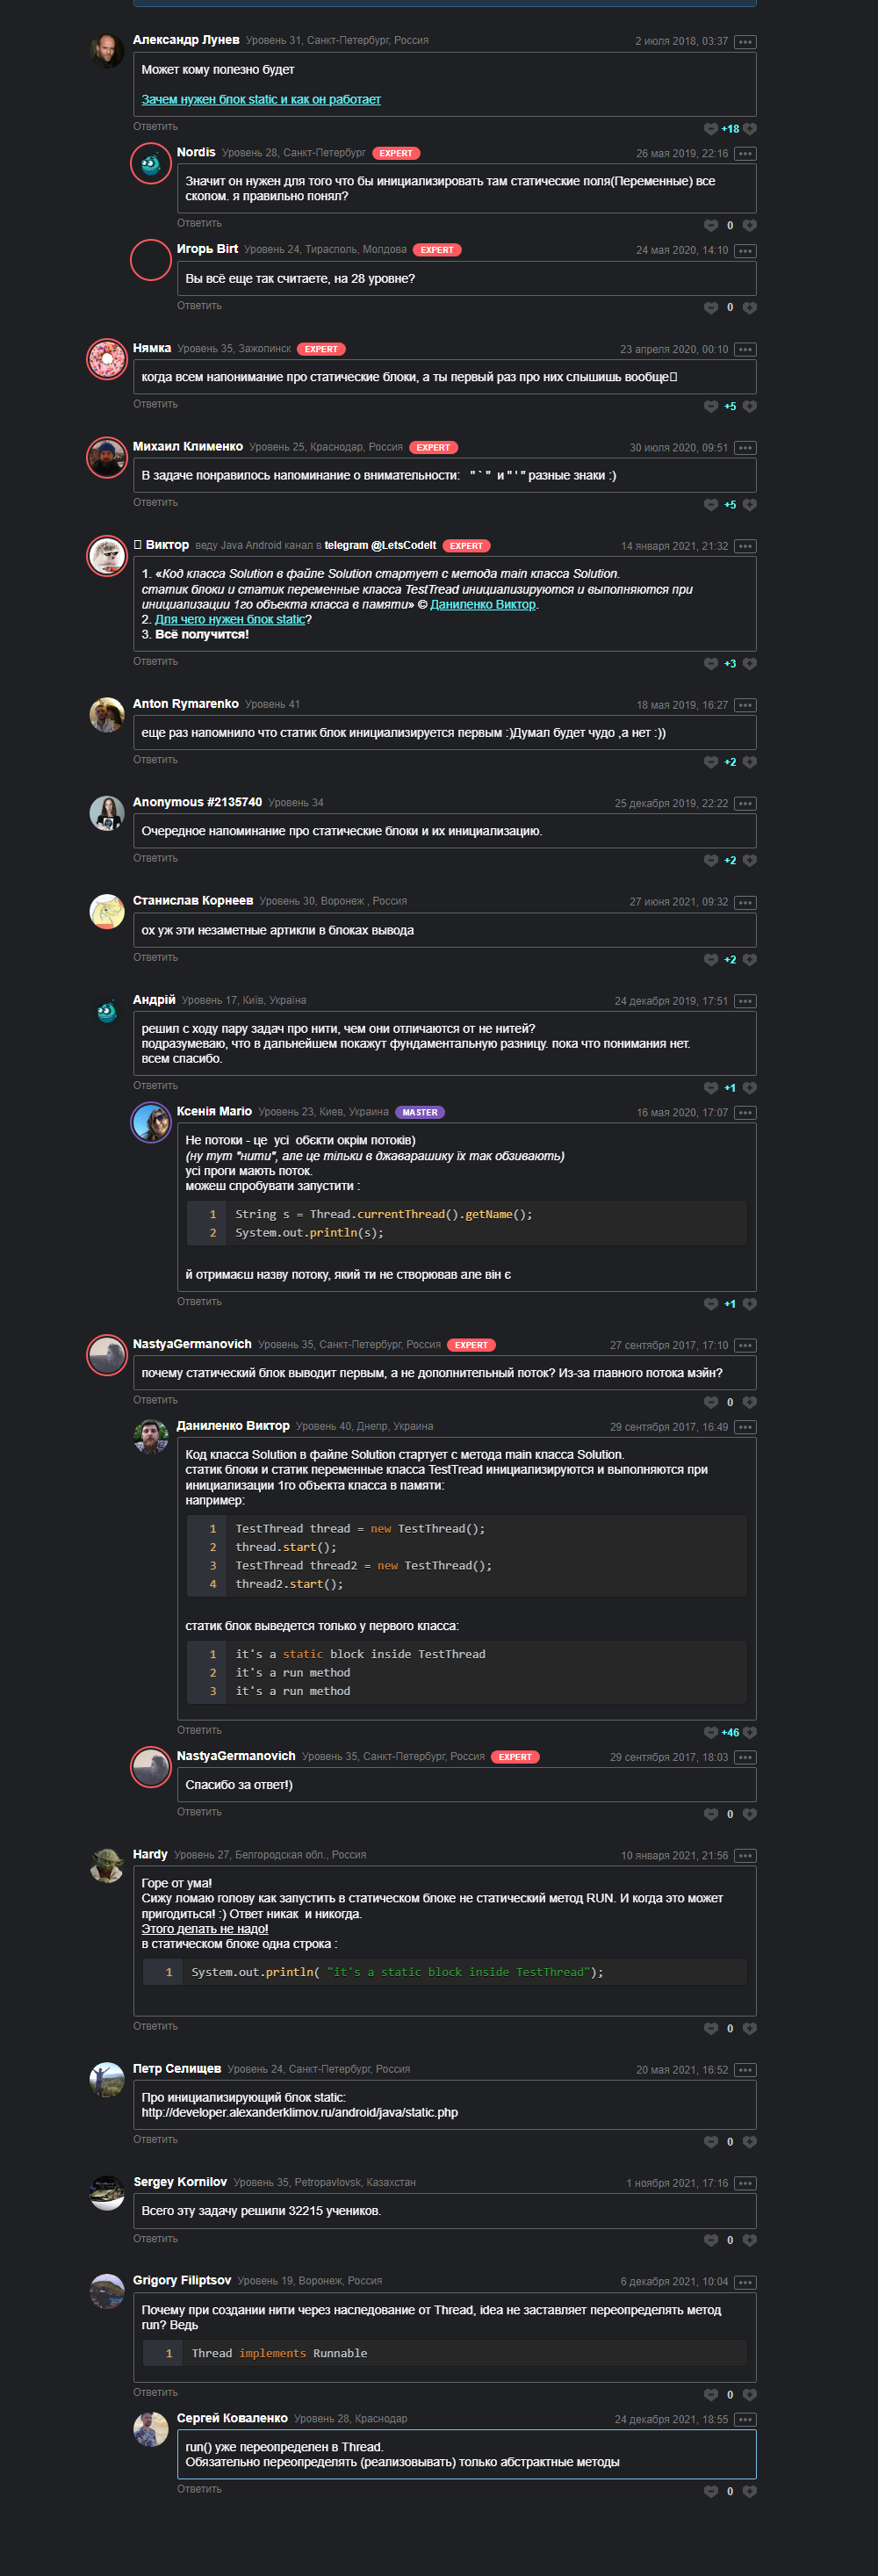 Александр Лунев Уровень 31, Санкт-Петербург, Россия 2 июля 2018, 03:37
Может кому полезно будет
Зачем нужен блок static и как он работает
Ответить +18
Nordis Уровень 28, Санкт-Петербург EXPERT 26 мая 2019, 22:16
Значит он нужен для того что бы инициализировать там статические поля(Переменные) все
скопом. я правильно понял?
Ответить 0
Игорь Birt Уровень 24, Тирасполь, Молдова EXPERT 24 мая 2020, 14:10
Вы всё еще так считаете, на 28 уровне?
Ответить 0
Нямка Уровень 35, Зажопинск EXPERT 23 апреля 2020, 00:10
когда всем напонимание про статические блоки, а ты первый раз про них слышишь вообще
Ответить +5
Михаил Клименко Уровень 25, Краснодар, Россия EXPERT 30 июля 2020, 09:51
В задаче понравилось напоминание о внимательности: " ` " и " ' " разные знаки :)
Ответить +5
Виктор веду Java Android канал в telegram @LetsCodeIt EXPERT 14 января 2021, 21:32
1. «Код класса Solution в файле Solution стартует с метода main класса Solution.
статик блоки и статик переменные класса TestTread инициализируются и выполняются при
инициализации 1го объекта класса в памяти» © Даниленко Виктор.
2. Для чего нужен блок static?
3. Всё получится!
Ответить +3
Anton Rymarenko Уровень 41 18 мая 2019, 16:27
еще раз напомнило что статик блок инициализируется первым :)Думал будет чудо ,а нет :))
Ответить +2
Anonymous #2135740 Уровень 34 25 декабря 2019, 22:22
Очередное напоминание про статические блоки и их инициализацию.
Ответить +2
Станислав Корнеев Уровень 30, Воронеж , Россия 27 июня 2021, 09:32
ох уж эти незаметные артикли в блоках вывода
Ответить +2
Андрій Уровень 17, Київ, Україна 24 декабря 2019, 17:51
решил с ходу пару задач про нити, чем они отличаются от не нитей?
подразумеваю, что в дальнейшем покажут фундаментальную разницу. пока что понимания нет.
всем спасибо.
Ответить +1
Ксенія Mario Уровень 23, Киев, Украина MASTER 16 мая 2020, 17:07
Не потоки - це усі обєкти окрім потоків)
(ну тут "нити", але це тільки в джаварашику їх так обзивають)
усі проги мають поток.
можеш спробувати запустити :
1 String s = Thread.currentThread().getName();
2 System.out.println(s);
й отримаєш назву потоку, який ти не створював але він є
Ответить +1
NastyaGermanovich Уровень 35, Санкт-Петербург, Россия EXPERT 27 сентября 2017, 17:10
почему статический блок выводит первым, а не дополнительный поток? Из-за главного потока мэйн?
Ответить 0
Даниленко Виктор Уровень 40, Днепр, Украина 29 сентября 2017, 16:49
Код класса Solution в файле Solution стартует с метода main класса Solution.
статик блоки и статик переменные класса TestTread инициализируются и выполняются при
инициализации 1го объекта класса в памяти:
например:
1 TestThread thread = new TestThread();
2 thread.start();
3 TestThread thread2 = new TestThread();
4 thread2.start();
статик блок выведется только у первого класса:
1 it's a static block inside TestThread
2 it's a run method
3 it's a run method
Ответить +46
NastyaGermanovich Уровень 35, Санкт-Петербург, Россия EXPERT 29 сентября 2017, 18:03
Спасибо за ответ!)
Ответить 0
Hardy Уровень 27, Белгородская обл., Россия 10 января 2021, 21:56
Горе от ума!
Сижу ломаю голову как запустить в статическом блоке не статический метод RUN. И когда это может
пригодиться! :) Ответ никак и никогда.
Этого делать не надо!
в статическом блоке одна строка :
1 System.out.println( "it's a static block inside TestThread");
Ответить 0
Петр Селищев Уровень 24, Санкт-Петербург, Россия 20 мая 2021, 16:52
Про инициализирующий блок static:
http://developer.alexanderklimov.ru/android/java/static.php
Ответить 0
Sergey Kornilov Уровень 35, Petropavlovsk, Казахстан 1 ноября 2021, 17:16
Всего эту задачу решили 32215 учеников.
Ответить 0
Grigory Filiptsov Уровень 19, Воронеж, Россия 6 декабря 2021, 10:04
Почему при создании нити через наследование от Thread, idea не заставляет переопределять метод
run? Ведь
1 Thread implements Runnable
Ответить 0
Сергей Коваленко Уровень 28, Краснодар 24 декабря 2021, 18:55
run() уже переопределен в Thread.
Обязательно переопределять (реализовывать) только абстрактные методы
Ответить 0